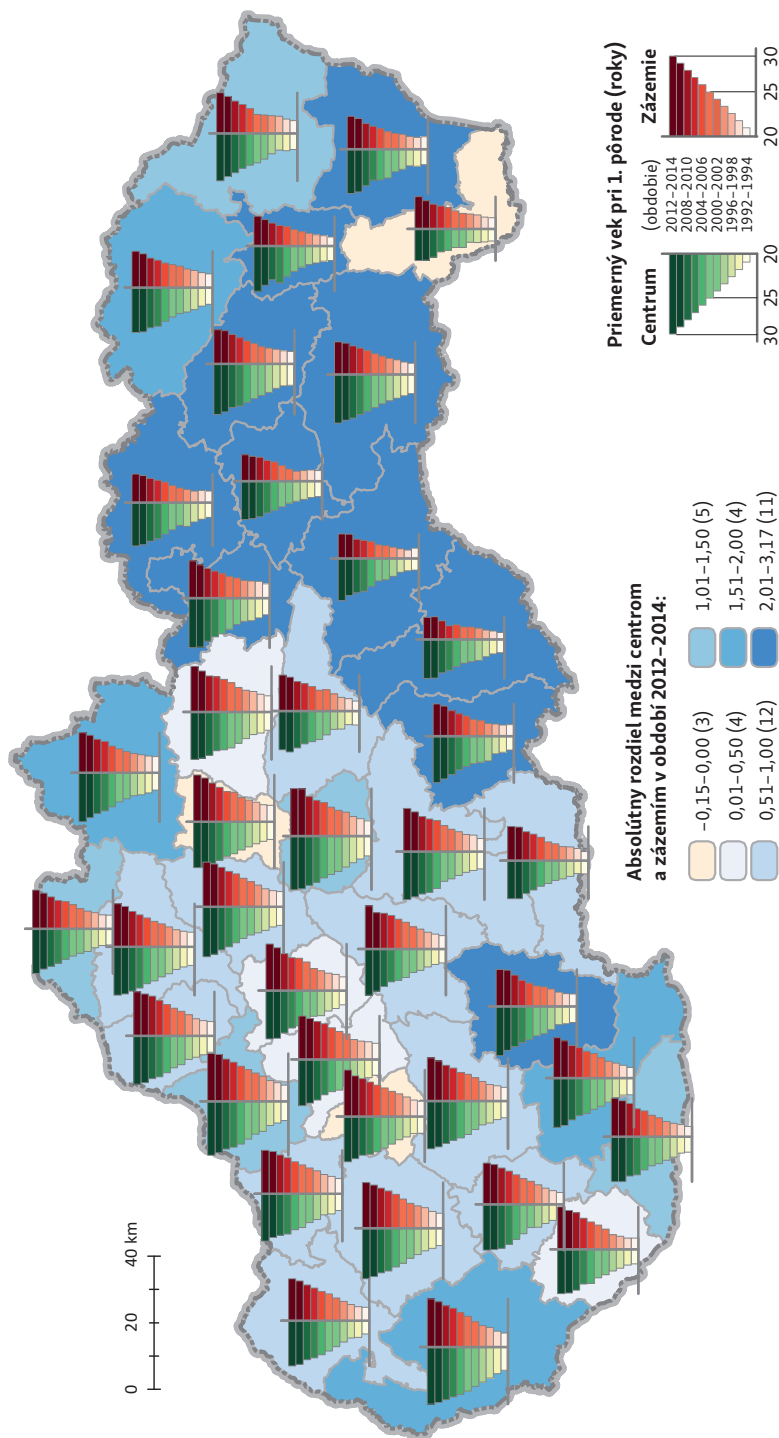 0 20 40 km
Absolútny rozdiel medzi centrom
a zázemím v období 2012–2014:
–0,15–0,00 (3)
0,01–0,50 (4)
0,51–1,00 (12)
1,01–1,50 (5)
1,51–2,00 (4)
2,01–3,17 (11)
Priemerný vek pri 1. pôrode (roky)
Centrum (obdobie) Zázemie
2012–2014
2008–2010
2004–2006
2000–2002
1996–1998
1992–1994
30 25 20 20 25 30